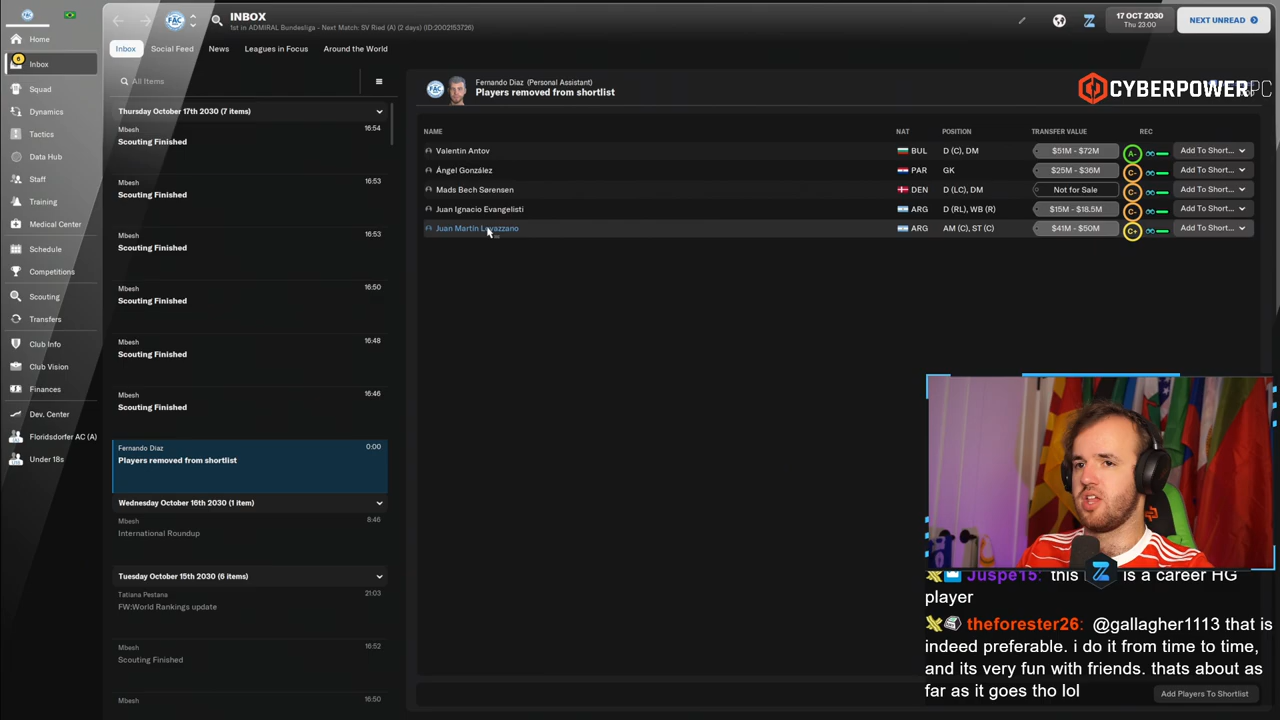 INBOX
1st in ADMIRAL Bundesliga - Next Match: SV Ried (A) (2 days) (ID:2002153726)
17 OCT 2030
Thu 23:00
NEXT UNREAD
Home
6
Inbox
Squad
Dynamics
Tactics
Data Hub
Staff
Training
Medical Center
Schedule
Competitions
Scouting
Transfers
Club Info
Club Vision
Finances
Dev. Center
Floridsdorfer AC (A)
Under 18s
Inbox
Social Feed
News
Leagues in Focus
Around the World
All Items
Thursday October 17th 2030 (7 items)
Mbesh 16:54
Scouting Finished
Mbesh 16:53
Scouting Finished
Mbesh 16:53
Scouting Finished
Mbesh 16:50
Scouting Finished
Mbesh 16:48
Scouting Finished
Mbesh 16:46
Scouting Finished
Fernando Diaz 0:00
Players removed from shortlist
Wednesday October 16th 2030 (1 item)
Mbesh 8:46
International Roundup
Tuesday October 15th 2030 (6 items)
Tatiana Pestana 21:03
FW:World Rankings update
Mbesh 16:52
Scouting Finished
Mbesh 16:50
Fernando Diaz (Personal Assistant)
Players removed from shortlist
CYBERPOWERPC
NAME NAT POSITION TRANSFER VALUE REC
Valentin Antov BUL D (C), DM $51M - $72M A- Add To Short...
Ángel González PAR GK $25M - $36M C- Add To Short...
Mads Bech Sørensen DEN D (LC), DM Not for Sale C- Add To Short...
Juan Ignacio Evangelisti ARG D (RL), WB (R) $15M - $18.5M C- Add To Short...
Juan Martín ARG AM (C), ST (C) $41M - $50M C+ Add To Short...
Juspe15: this is a career HG
player
theforester26: @gallagher1113 that is
indeed preferable. i do it from time to time,
and its very fun with friends. thats about as
far as it goes tho lol
Add Players To Shortlist